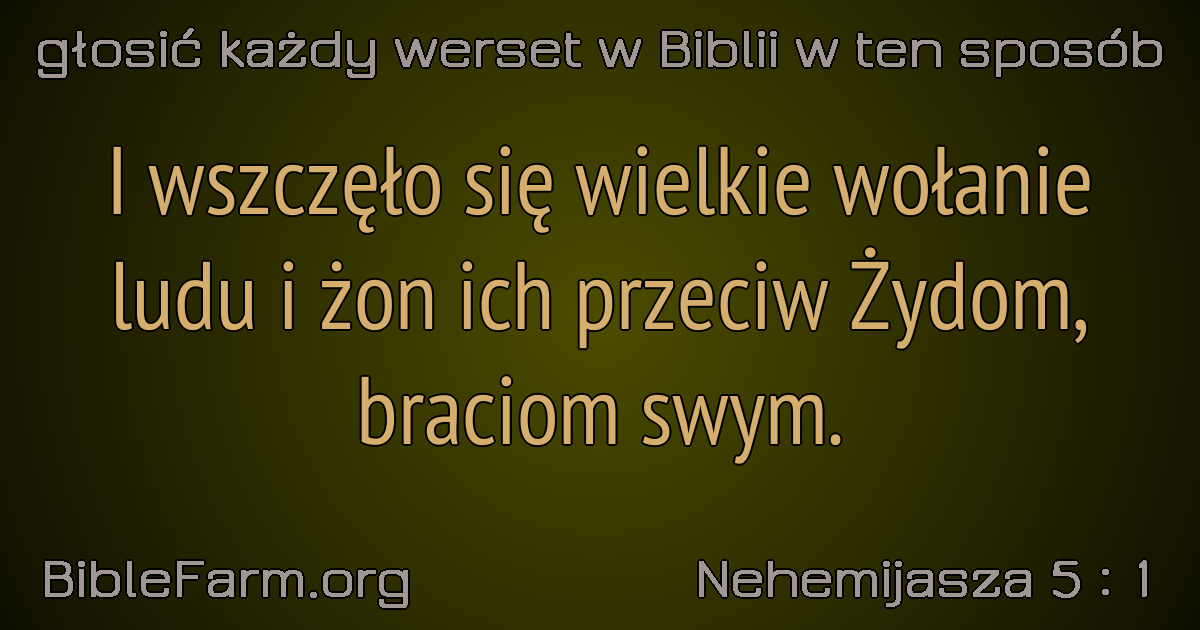 głosić każdy werset w Biblii w ten sposób
I wszczęło się wielkie wołanie
ludu i żon ich przeciw Żydom,
braciom swym.
BibleFarm.org
Nehemijasza 5 : 1